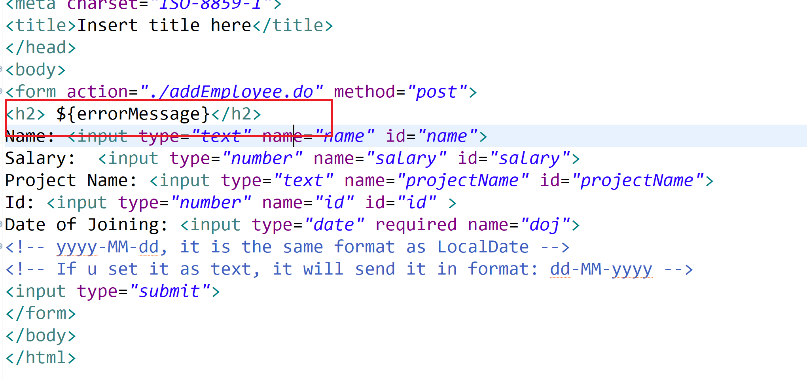 <meta charset="ISO-8859-1">
<title>Insert title here</title>
</head>
<body>
<form action="./addEmployee.do" method="post">
<h2> ${errorMessage}</h2>
Name: <input type="text" name="name" id="name">
Salary:  <input type="number" name="salary" id="salary">
Project Name: <input type="text" name="projectName" id="projectName">
Id: <input type="number" name="id" id="id" >
Date of Joining: <input type="date" required name="doj">
<!-- yyyy-MM-dd, it is the same format as LocalDate -->
<!-- If u set it as text, it will send it in format: dd-MM-yyyy -->
<input type="submit">
</form>
</body>
</html>